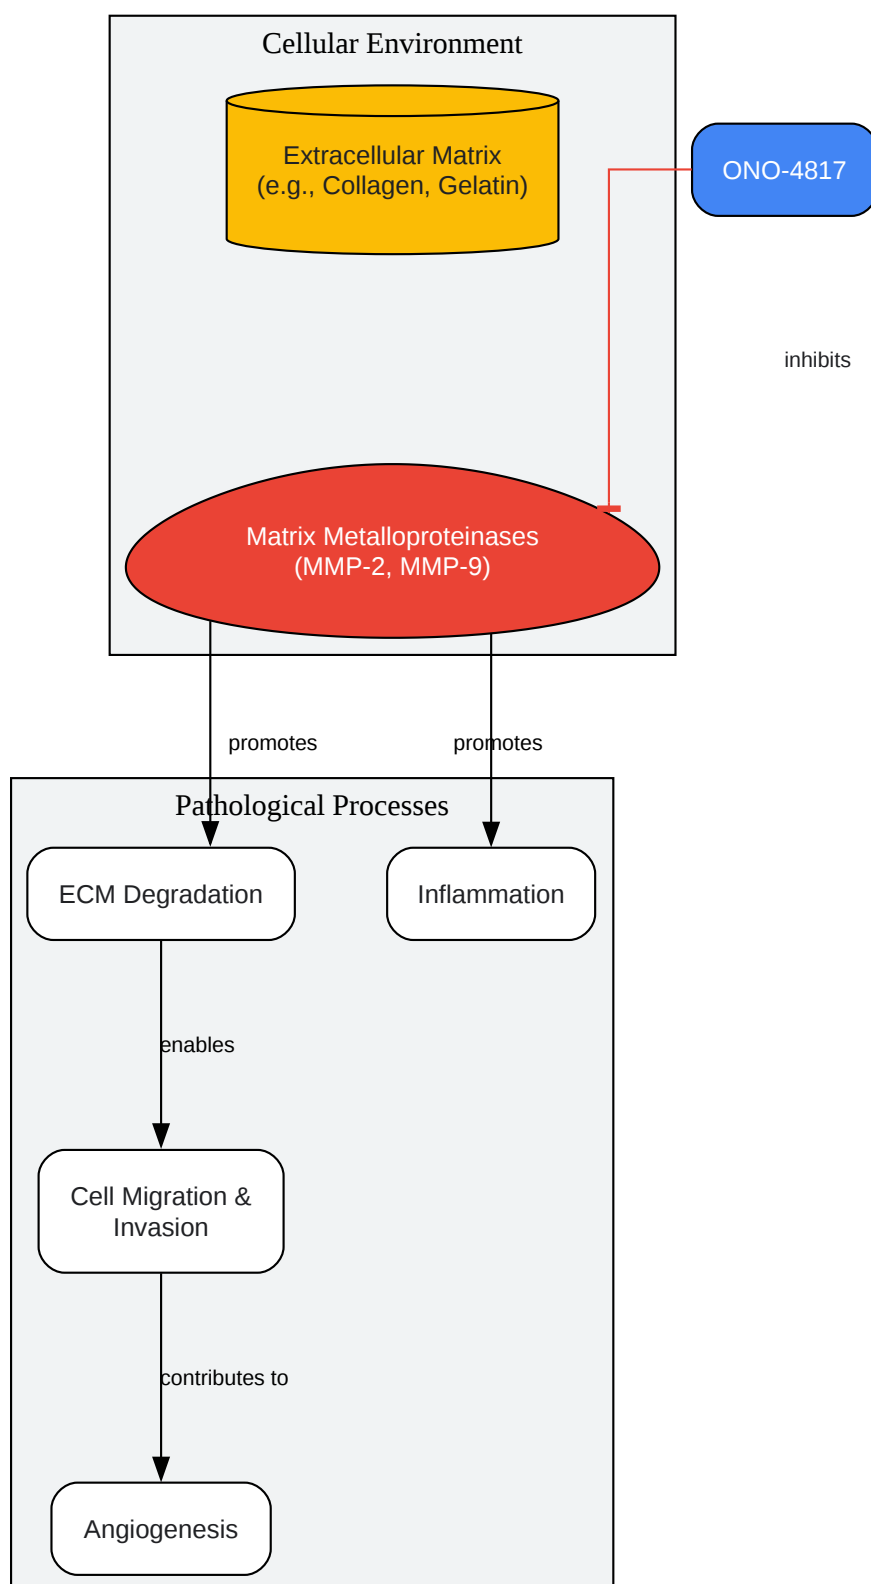 Cellular Environment
Extracellular Matrix
(e.g., Collagen, Gelatin)
ONO-4817
inhibits
Matrix Metalloproteinases
(MMP-2, MMP-9)
promotes
promotes
Pathological Processes
ECM Degradation
Inflammation
enables
Cell Migration &
Invasion
contributes to
Angiogenesis